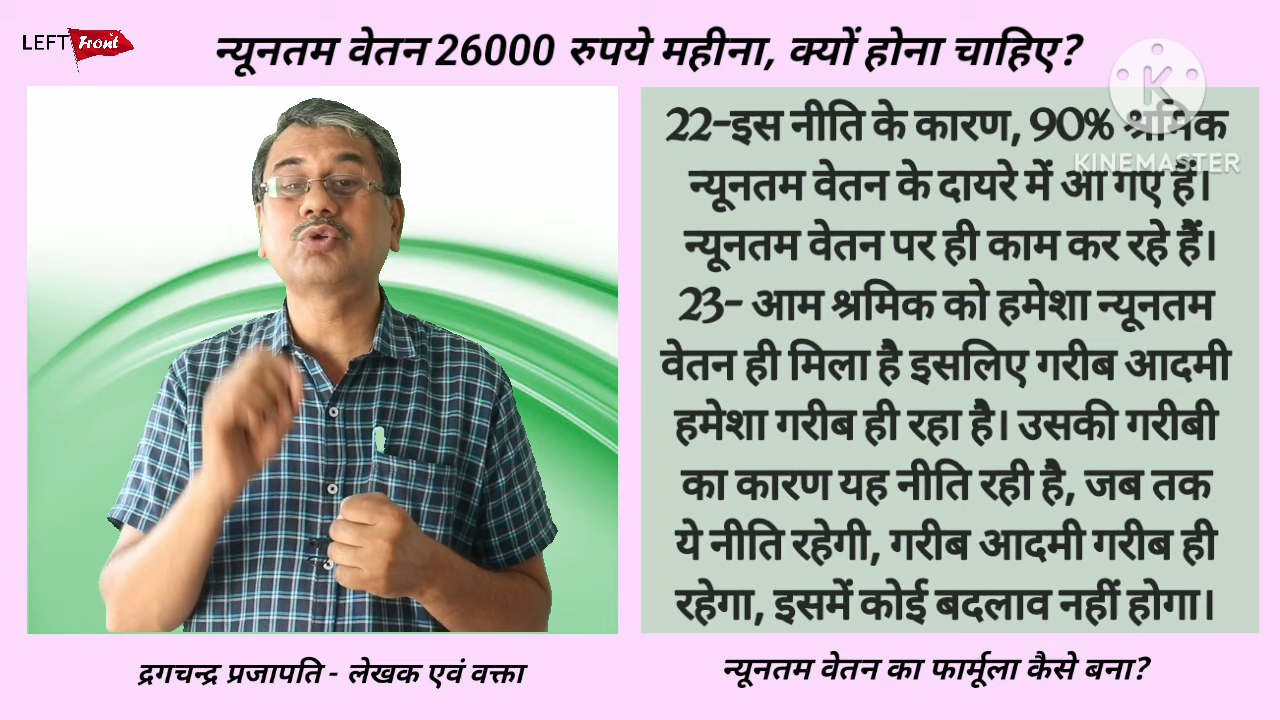 LEFT Front
न्यूनतम वेतन 26000 रुपये महीना, क्यों होना चाहिए?
22-इस नीति के कारण, 90% श्रमिक
न्यूनतम वेतन के दायरे में आ गए हैं।
न्यूनतम वेतन पर ही काम कर रहे हैं।
23- आम श्रमिक को हमेशा न्यूनतम
वेतन ही मिला है इसलिए गरीब आदमी
हमेशा गरीब ही रहा है। उसकी गरीबी
का कारण यह नीति रही है, जब तक
ये नीति रहेगी, गरीब आदमी गरीब ही
रहेगा, इसमें कोई बदलाव नहीं होगा।
K
KINEMASTER
द्रगचन्द्र प्रजापति - लेखक एवं वक्ता
न्यूनतम वेतन का फार्मूला कैसे बना?